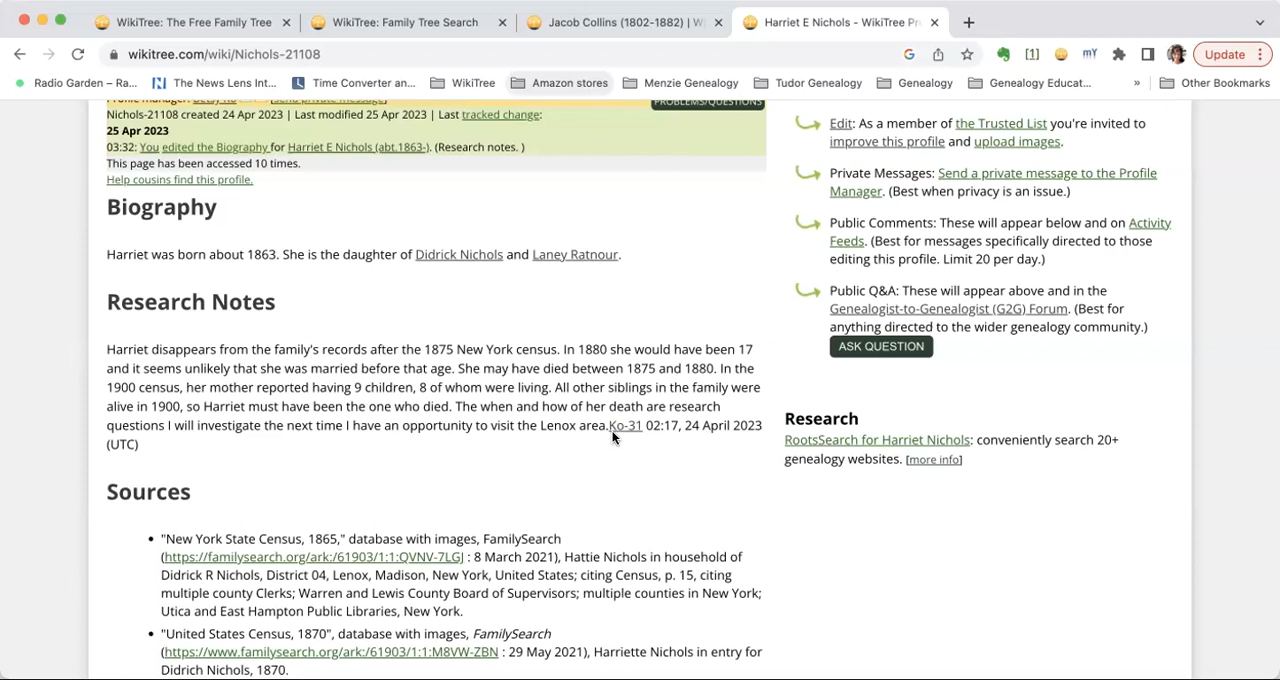 WikiTree: The Free Family Tree
WikiTree: Family Tree Search
Jacob Collins (1802-1882) | W
Harriet E Nichols - WikiTree Pr
wikitree.com/wiki/Nichols-21108
[1]
mY
Update
Radio Garden – Ra...
The News Lens Int...
Time Converter an...
WikiTree
Amazon stores
Menzie Genealogy
Tudor Genealogy
Genealogy
Genealogy Educat...
»
Other Bookmarks
Profile manager: Betsy Ko [send private message]
PROBLEMS/QUESTIONS
Nichols-21108 created 24 Apr 2023 | Last modified 25 Apr 2023 | Last tracked change:
25 Apr 2023
03:32: You edited the Biography for Harriet E Nichols (abt.1863-). (Research notes. )
This page has been accessed 10 times.
Help cousins find this profile.
Biography
Harriet was born about 1863. She is the daughter of Didrick Nichols and Laney Ratnour.
Research Notes
Harriet disappears from the family's records after the 1875 New York census. In 1880 she would have been 17
and it seems unlikely that she was married before that age. She may have died between 1875 and 1880. In the
1900 census, her mother reported having 9 children, 8 of whom were living. All other siblings in the family were
alive in 1900, so Harriet must have been the one who died. The when and how of her death are research
questions I will investigate the next time I have an opportunity to visit the Lenox area.Ko-31 02:17, 24 April 2023
(UTC)
Sources
• "New York State Census, 1865," database with images, FamilySearch
(https://familysearch.org/ark:/61903/1:1:QVNV-7LGJ : 8 March 2021), Hattie Nichols in household of
Didrick R Nichols, District 04, Lenox, Madison, New York, United States; citing Census, p. 15, citing
multiple county Clerks; Warren and Lewis County Board of Supervisors; multiple counties in New York;
Utica and East Hampton Public Libraries, New York.
• "United States Census, 1870", database with images, FamilySearch
(https://www.familysearch.org/ark:/61903/1:1:M8VW-ZBN : 29 May 2021), Harriette Nichols in entry for
Didrich Nichols, 1870.
Edit: As a member of the Trusted List you're invited to
improve this profile and upload images.
Private Messages: Send a private message to the Profile
Manager. (Best when privacy is an issue.)
Public Comments: These will appear below and on Activity
Feeds. (Best for messages specifically directed to those
editing this profile. Limit 20 per day.)
Public Q&A: These will appear above and in the
Genealogist-to-Genealogist (G2G) Forum. (Best for
anything directed to the wider genealogy community.)
ASK QUESTION
Research
RootsSearch for Harriet Nichols: conveniently search 20+
genealogy websites. [more info]